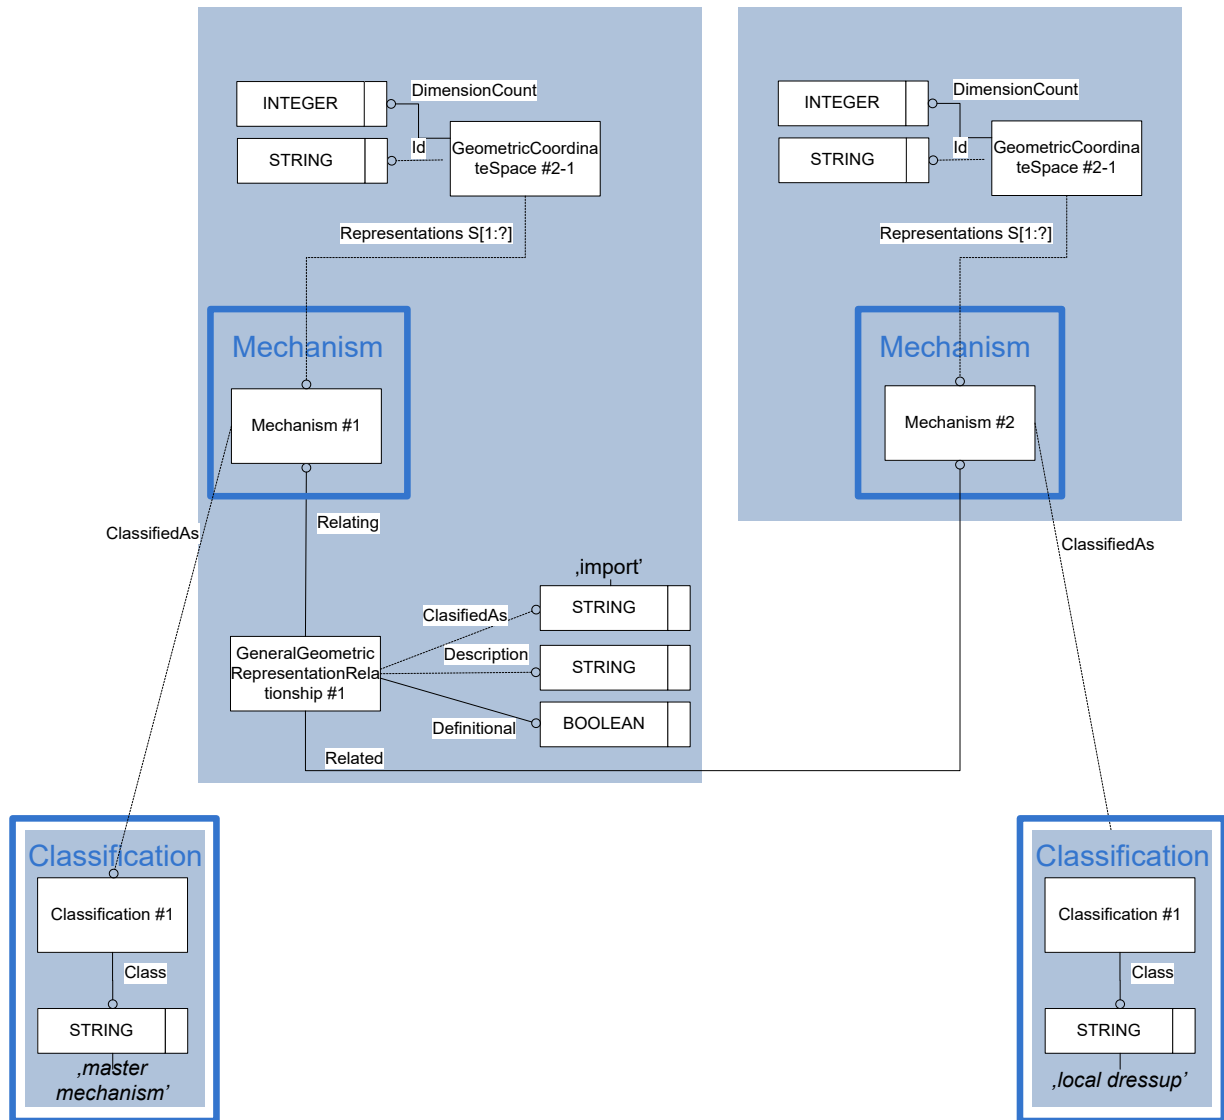 DimensionCount
INTEGER
Id
STRING
GeometricCoordina
teSpace #2-1
Representations S[1:?]
Mechanism
Mechanism #1
Relating
ClassifiedAs
‚import’
ClasifiedAs
STRING
GeneralGeometric
RepresentationRela
tionship #1
Description
STRING
Definitional
BOOLEAN
Related
DimensionCount
INTEGER
Id
STRING
GeometricCoordina
teSpace #2-1
Representations S[1:?]
Mechanism
Mechanism #2
ClassifiedAs
Classification
Classification #1
Class
STRING
‚master
mechanism’
Classification
Classification #1
Class
STRING
‚local dressup’